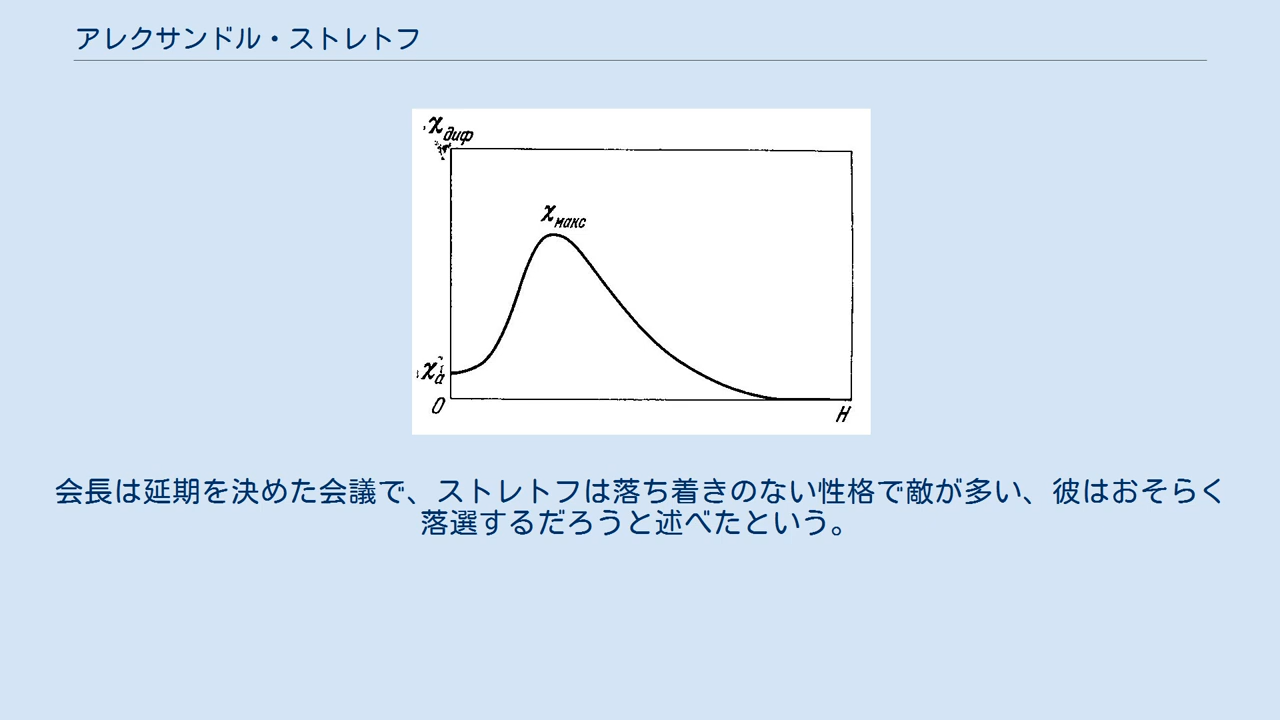 アレクサンドル・ストレトフ
χдиф
χмакс
χa
0
H
会長は延期を決めた会議で、ストレトフは落ち着きのない性格で敵が多い、彼はおそらく
落選するだろうと述べたという。